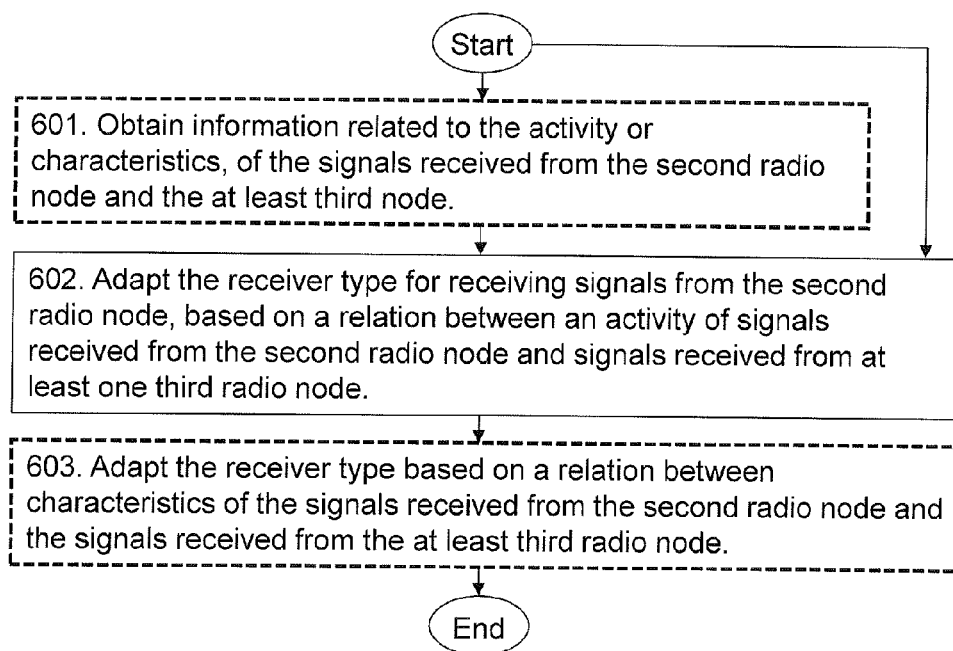 Start
601. Obtain information related to the activity or
characteristics, of the signals received from the second radio
node and the at least third node.
602. Adapt the receiver type for receiving signals from the second
radio node, based on a relation between an activity of signals
received from the second radio node and signals received from at
least one third radio node.
603. Adapt the receiver type based on a relation between
characteristics of the signals received from the second radio node and
the signals received from the at least third radio node.
End